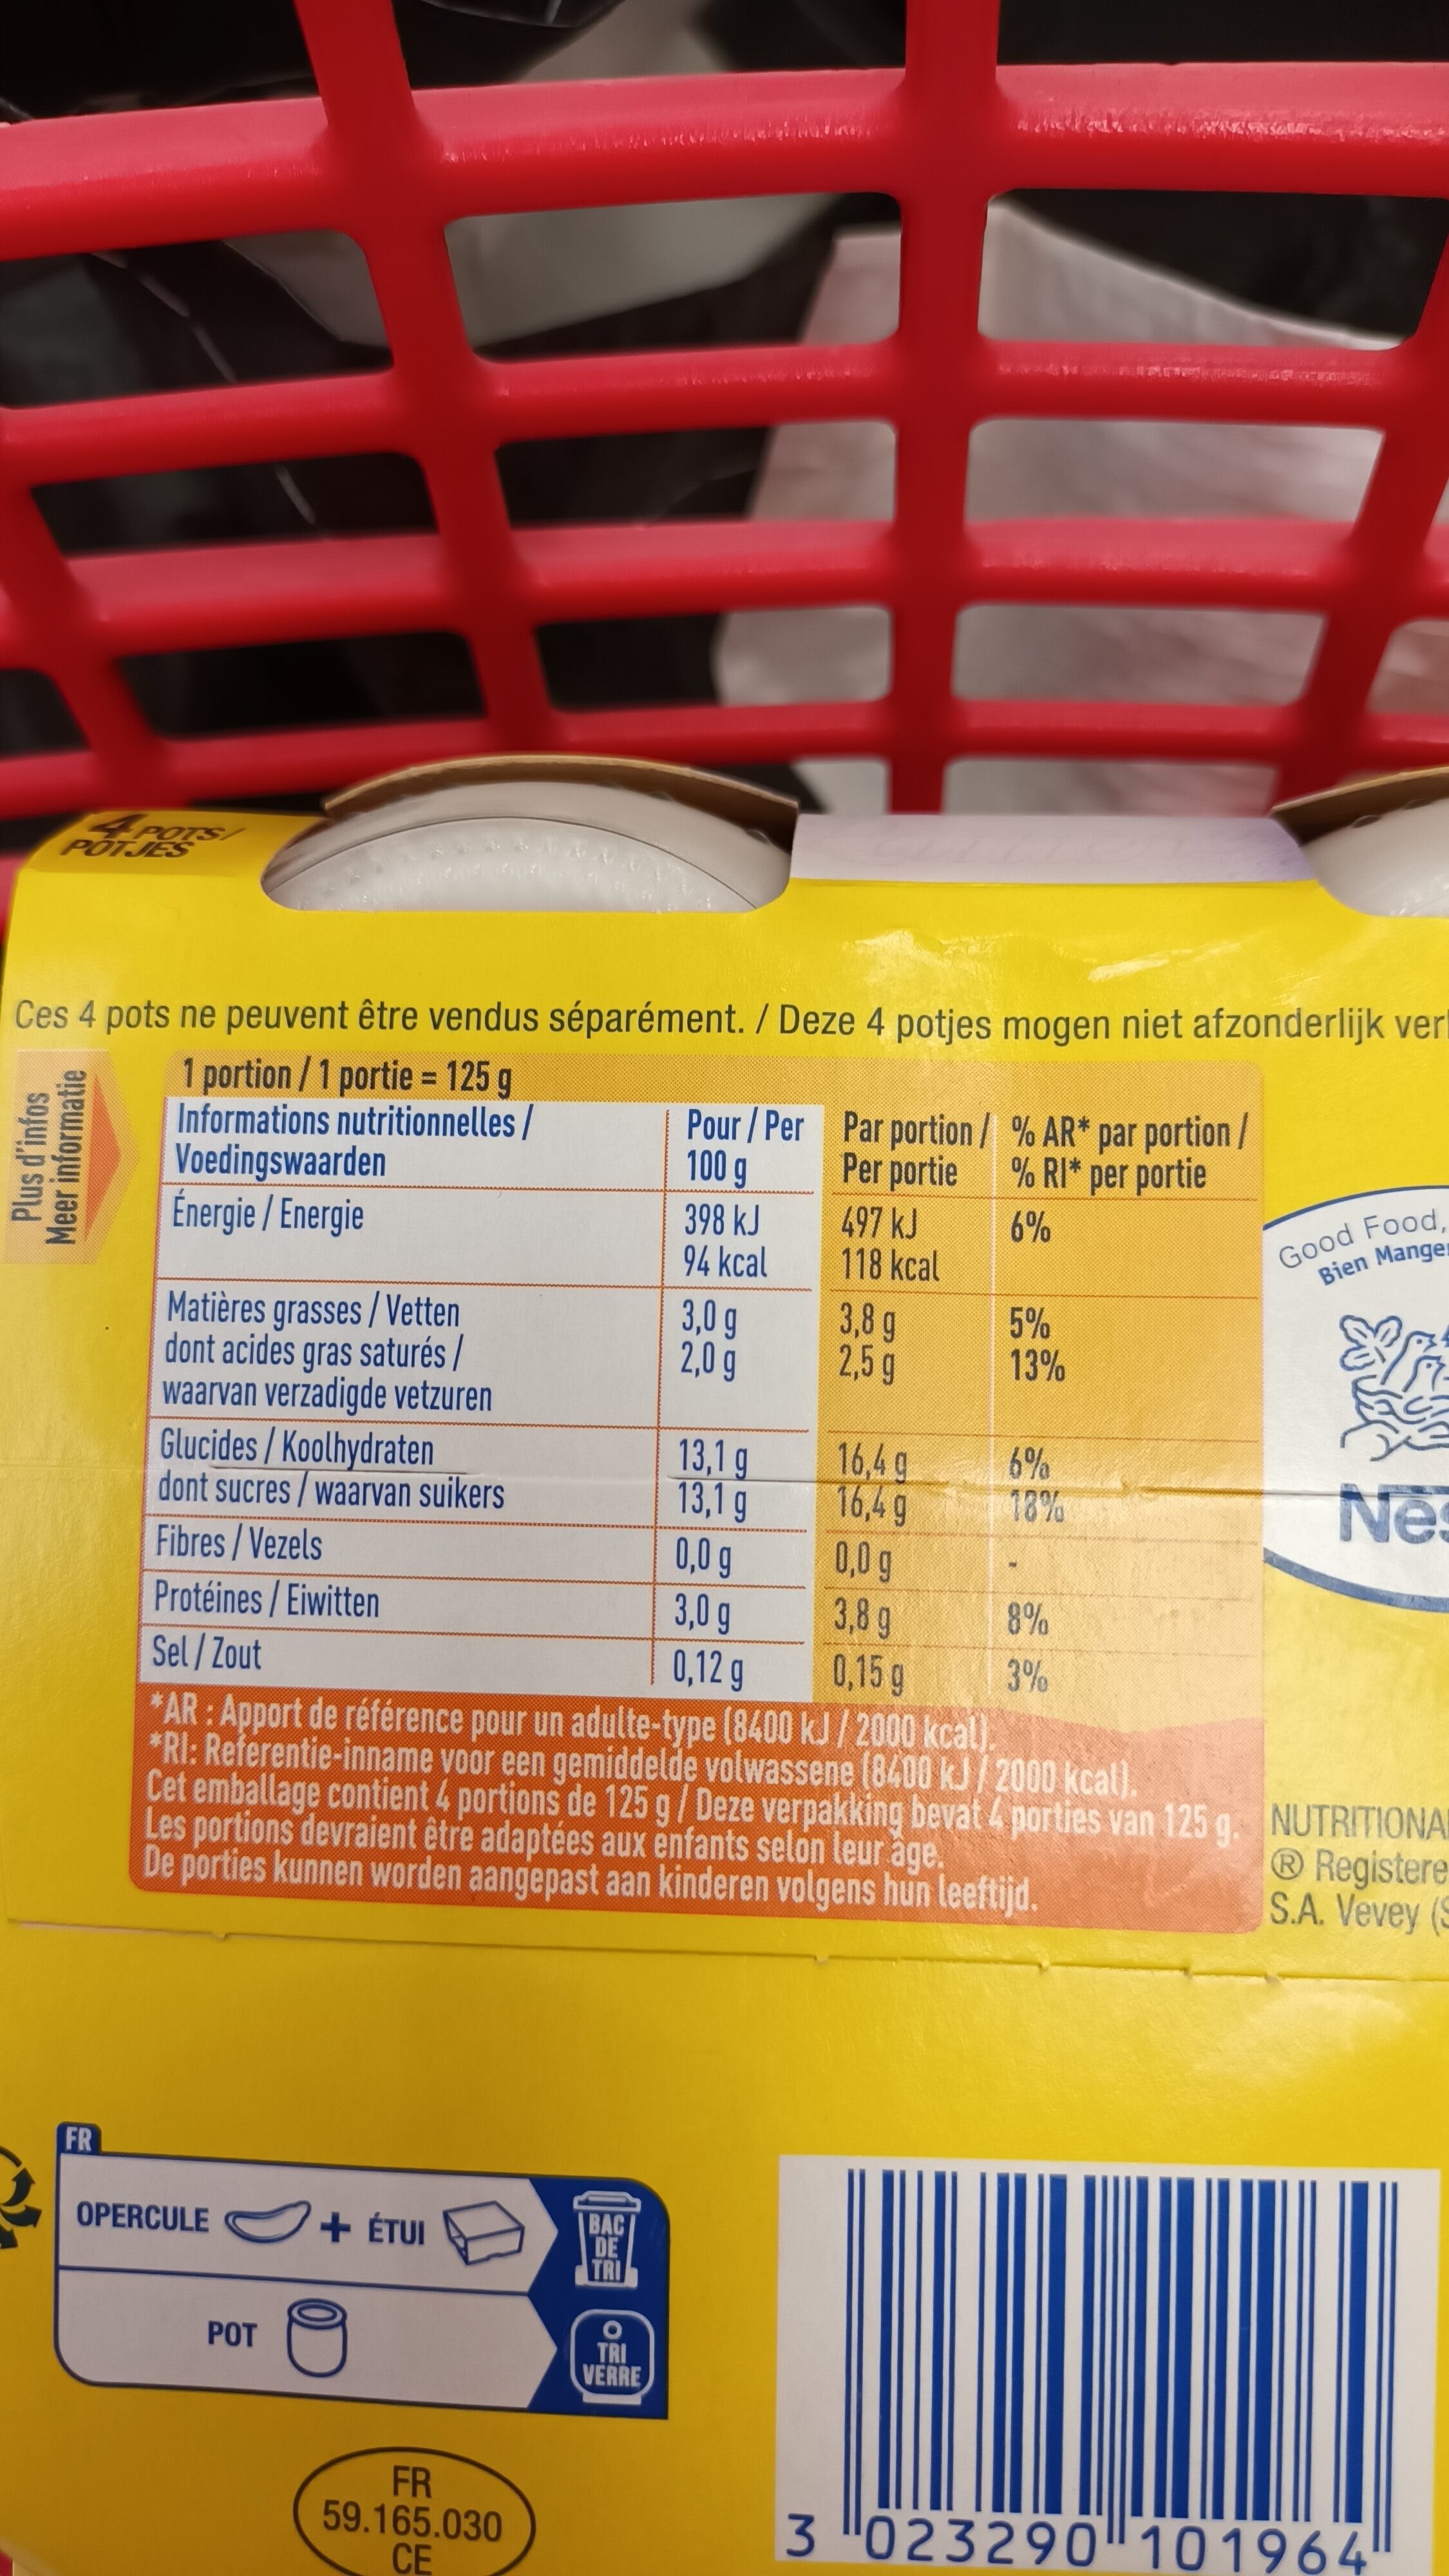 4 POTS/
POTJES
Ces 4 pots ne peuvent être vendus séparément. / Deze 4 potjes mogen niet afzonderlijk
Plus d'infos
Meer informatie
1 portion / 1 portie = 125 g
Informations nutritionnelles / Voedingswaarden Pour / Per 100 g Par portion / Per portie % AR* par portion / % RI* per portie
Énergie / Energie 398 kJ 497 kJ 6%
94 kcal 118 kcal
Matières grasses / Vetten 3,0 g 3,8 g 5%
dont acides gras saturés / 2,0 g 2,5 g 13%
waarvan verzadigde vetzuren
Glucides / Koolhydraten 13,1 g 16,4 g 6%
dont sucres / waarvan suikers 13,1 g 16,4 g 18%
Fibres / Vezels 0,0 g 0,0 g -
Protéines / Eiwitten 3,0 g 3,8 g 8%
Sel / Zout 0,12 g 0,15 g 3%
*AR : Apport de référence pour un adulte-type (8400 kJ / 2000 kcal).
*RI: Referentie-inname voor een gemiddelde volwassene (8400 kJ / 2000 kcal).
Cet emballage contient 4 portions de 125 g / Deze verpakking bevat 4 porties van 125 g.
Les portions devraient être adaptées aux enfants selon leur âge.
De porties kunnen worden aangepast aan kinderen volgens hun leeftijd.
Good Food,
Bien
®
S.A. Vevey
FR
OPERCULE + ÉTUI
BAC
DE
TRI
POT
TRI
VERRE
FR
59.165.030
CE
3 023290 101964